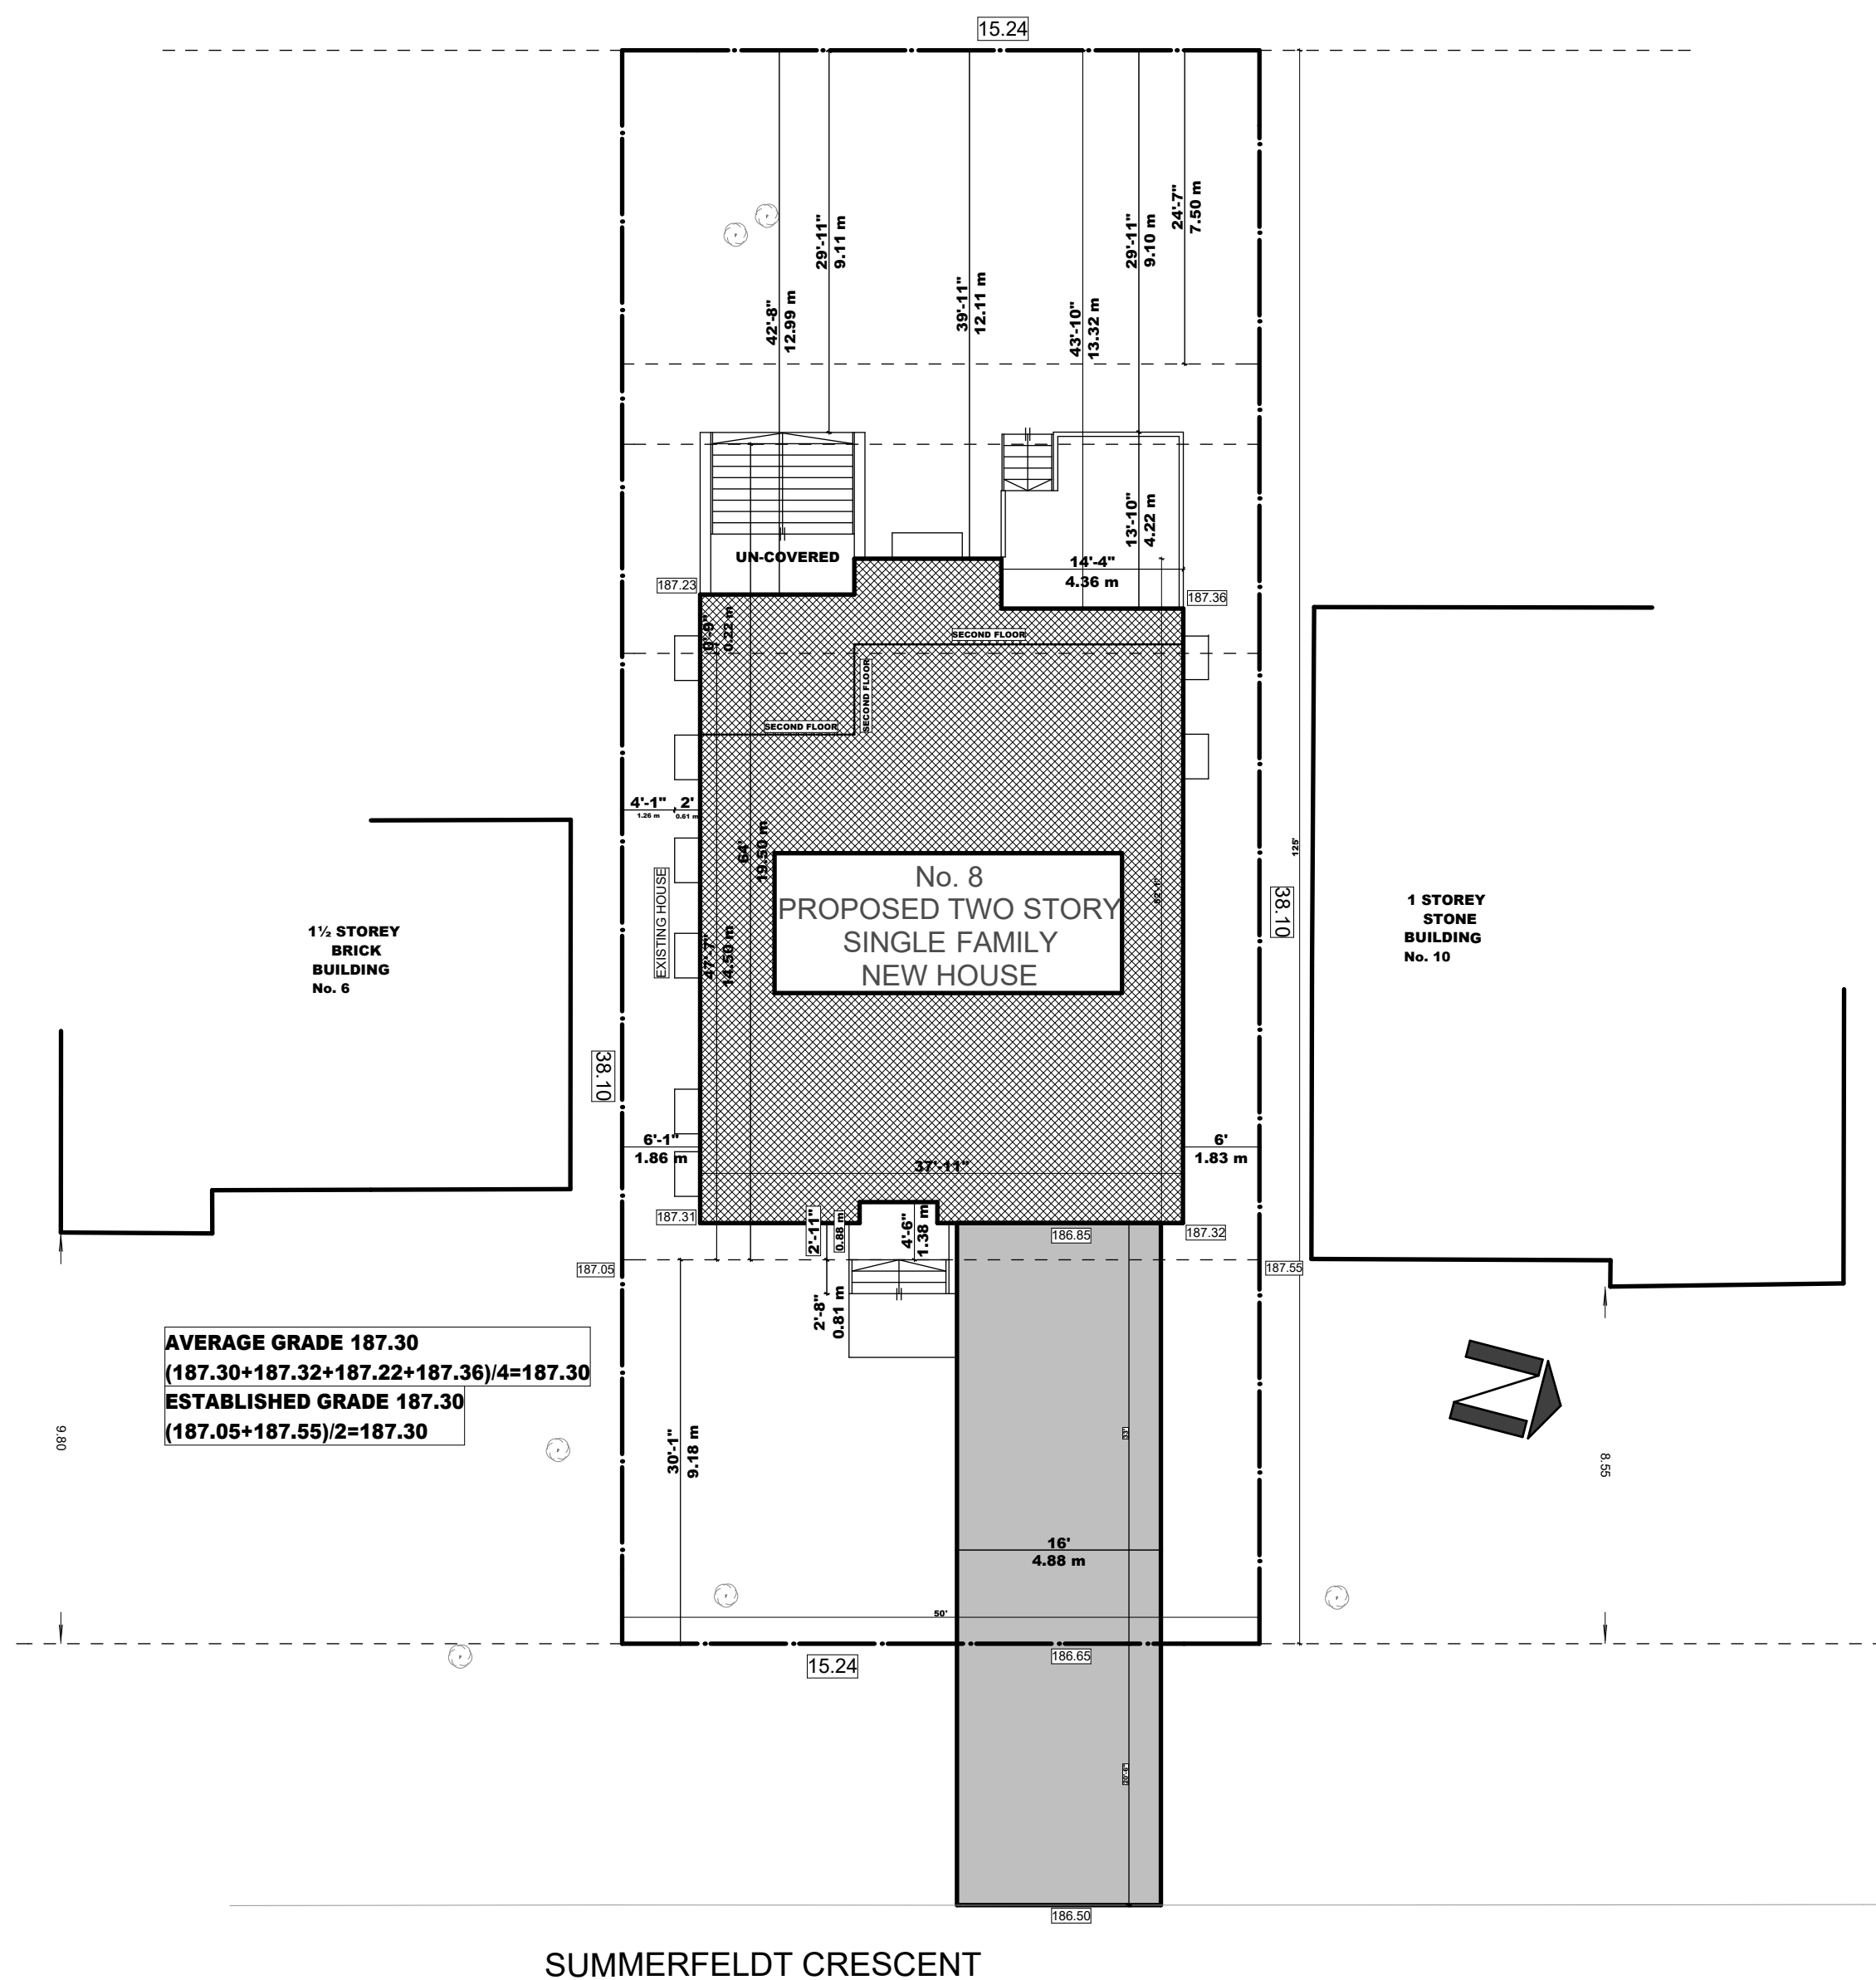 15.24
24'-7"
7.50 m
29'-11"
9.11 m
29'-11"
9.10 m
42'-8"
12.99 m
39'-11"
12.11 m
43'-10"
13.32 m
13'-10"
4.22 m
UN-COVERED
14'-4"
4.36 m
187.23
187.36
0'-9"
0.22 m
SECOND FLOOR
SECOND FLOOR
SECOND FLOOR
4'-1"
2'
1.26 m
0.61 m
64'
19.50 m
125'
52'-1"
No. 8
PROPOSED TWO STORY
SINGLE FAMILY
NEW HOUSE
EXISTING HOUSE
47'-7"
14.50 m
38.10
1½ STOREY
BRICK
BUILDING
No. 6
1 STOREY
STONE
BUILDING
No. 10
38.10
6'-1"
1.86 m
6'
1.83 m
37'-11"
187.31
187.32
2'-11"
0.88 m
4'-6"
1.38 m
186.85
187.05
187.55
2'-8"
0.81 m
AVERAGE GRADE 187.30
(187.30+187.32+187.22+187.36)/4=187.30
ESTABLISHED GRADE 187.30
(187.05+187.55)/2=187.30
9.80
30'-1"
9.18 m
33'
8.55
16'
4.88 m
50'
15.24
186.65
20'-6"
186.50
SUMMERFELDT CRESCENT